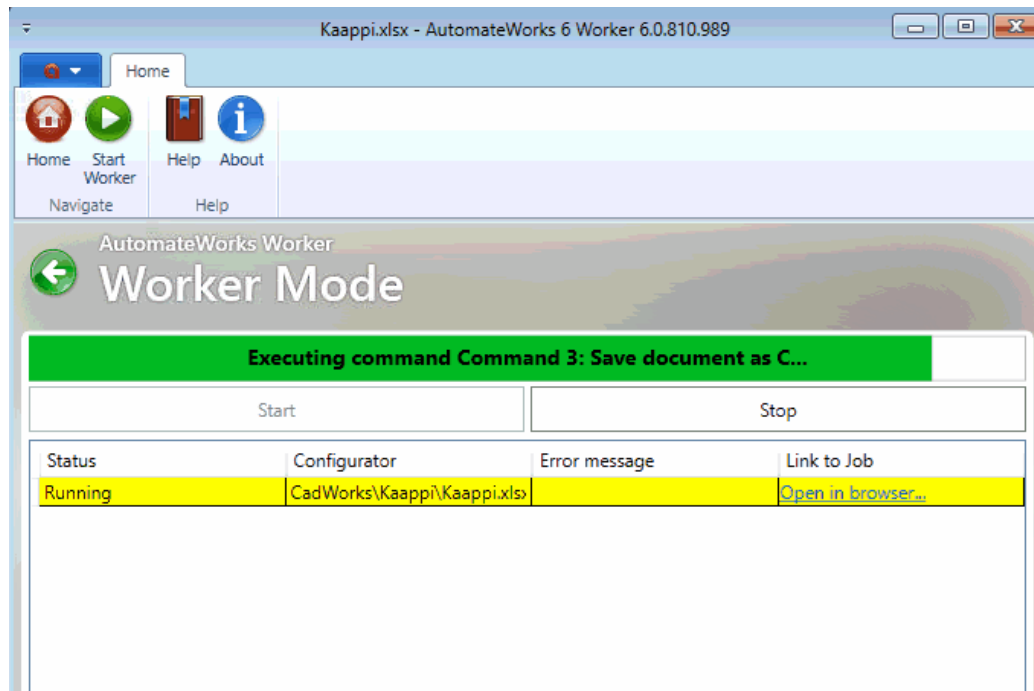 Kaappi.xlsx - AutomateWorks 6 Worker 6.0.810.989
Home
Home
Start Worker
Help
About
Navigate
Help
AutomateWorks Worker
Worker Mode
Executing command Command 3: Save document as C...
Start
Stop
Status Configurator Error message Link to Job
Running CadWorks\Kaappi\Kaappi.xls Open in browser...